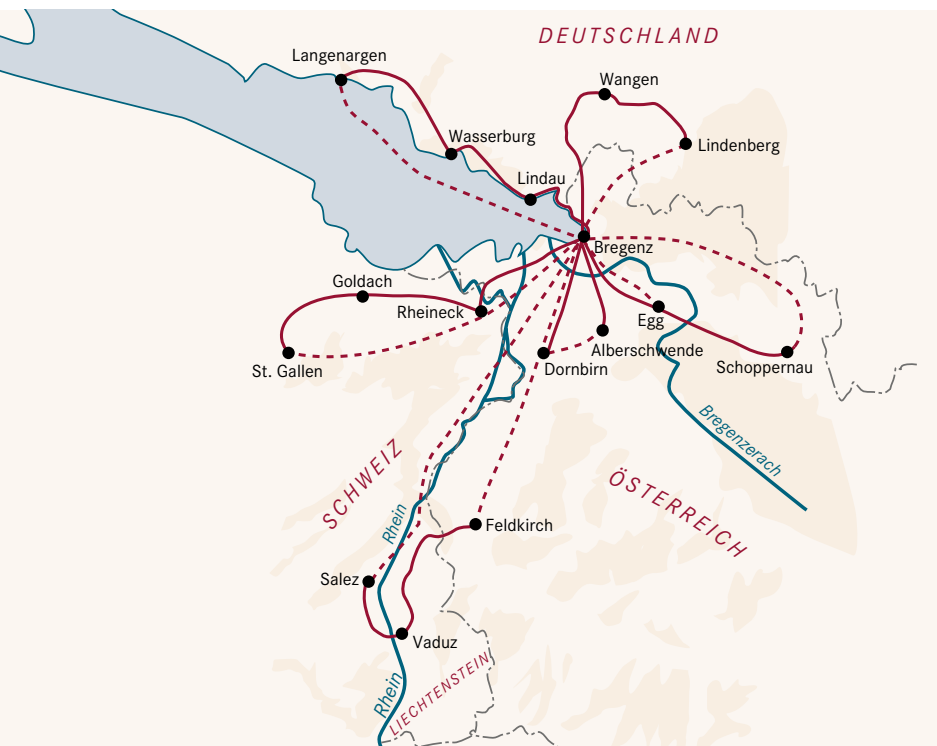 DEUTSCHLAND
Langenargen
Wangen
Wasserburg
Lindenberg
Lindau
Bregenz
Goldach
Rheineck
Egg
Alberschwende
St. Gallen
Dornbirn
Schoppernau
Bregenzerach
SCHWEIZ
ÖSTERREICH
Rhein
Feldkirch
Salez
Vaduz
LIECHTENSTEIN
Rhein